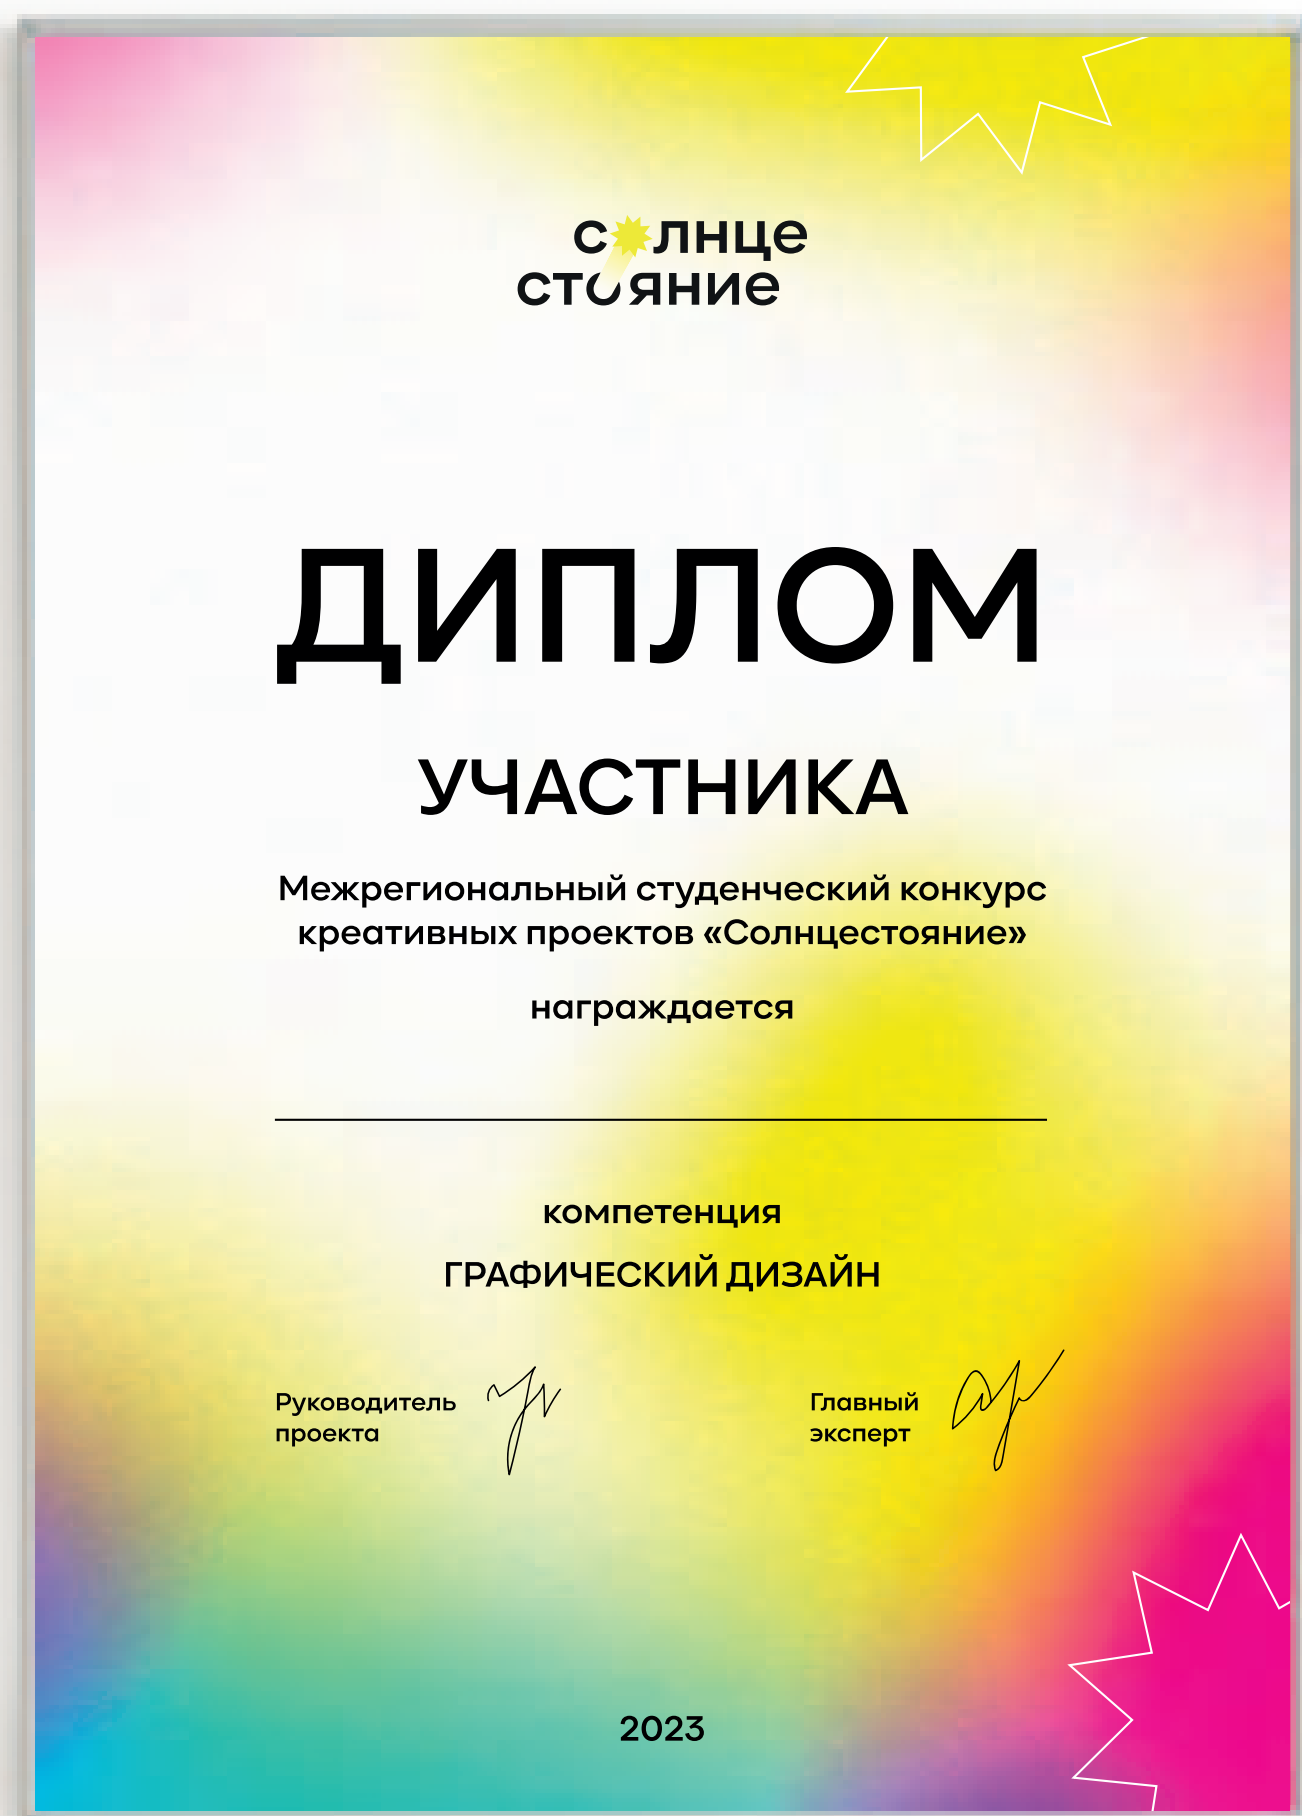 солнце
стояние
ДИПЛОМ
УЧАСТНИКА
Межрегиональный студенческий конкурс
креативных проектов «Солнцестояние»
награждается
компетенция
ГРАФИЧЕСКИЙ ДИЗАЙН
Руководитель
проекта
Главный
эксперт
2023